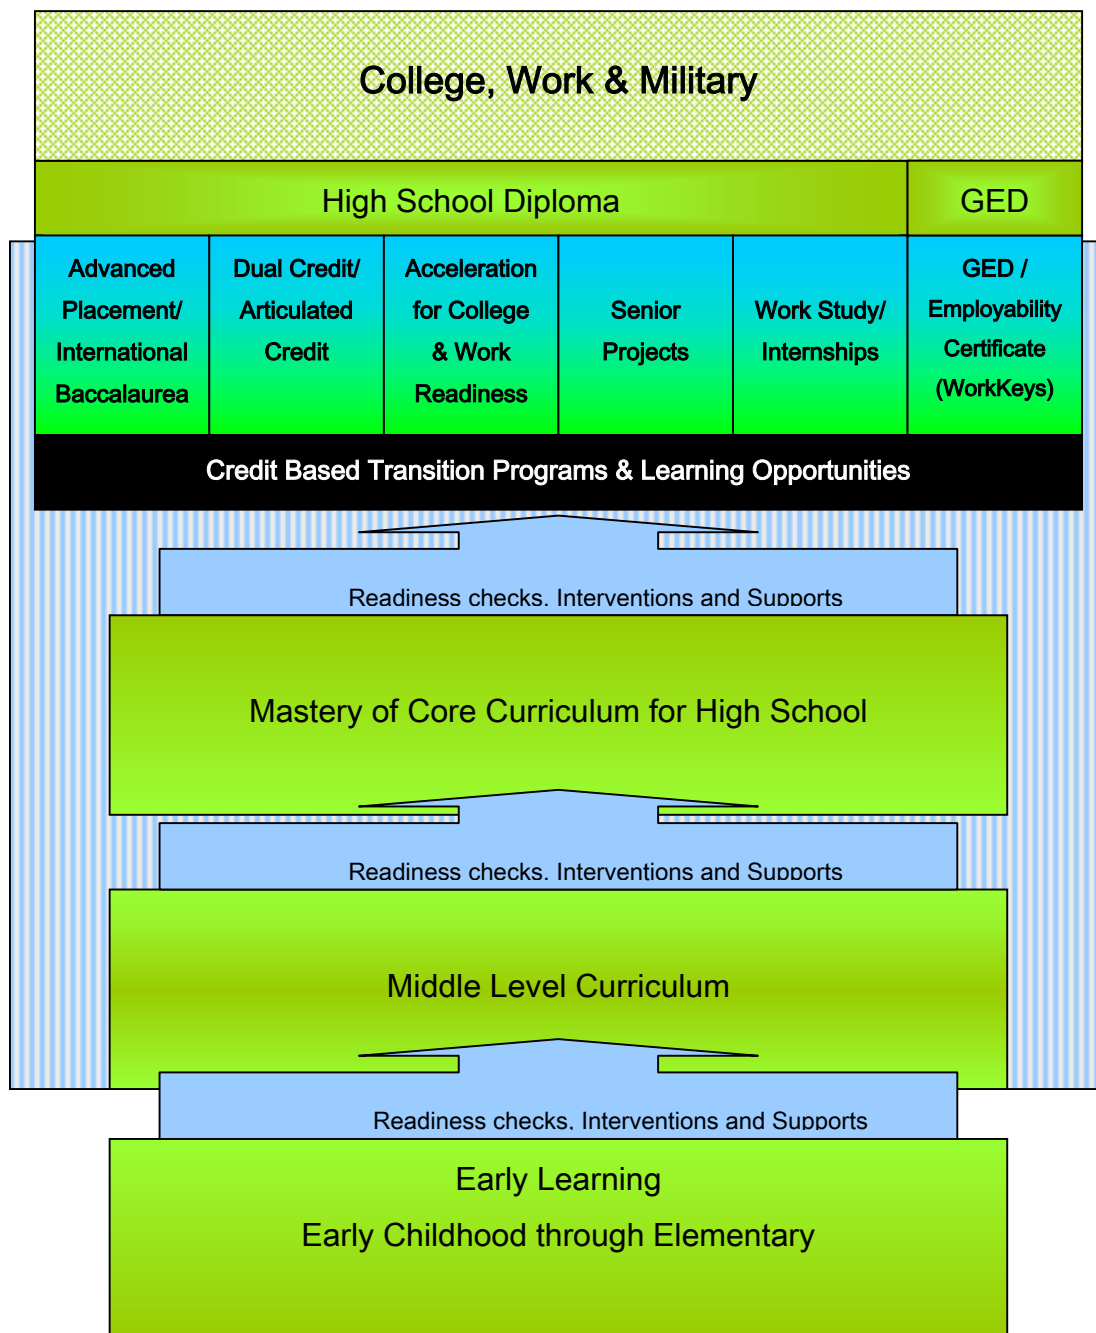 College, Work & Military
High School Diploma
GED
Advanced
Placement/
International
Baccalaurea
Dual Credit/
Articulated
Credit
Acceleration
for College
& Work
Readiness
Senior
Projects
Work Study/
Internships
GED /
Employability
Certificate
(WorkKeys)
Credit Based Transition Programs & Learning Opportunities
Readiness checks, Interventions and Supports
Mastery of Core Curriculum for High School
Readiness checks, Interventions and Supports
Middle Level Curriculum
Readiness checks, Interventions and Supports
Early Learning
Early Childhood through Elementary